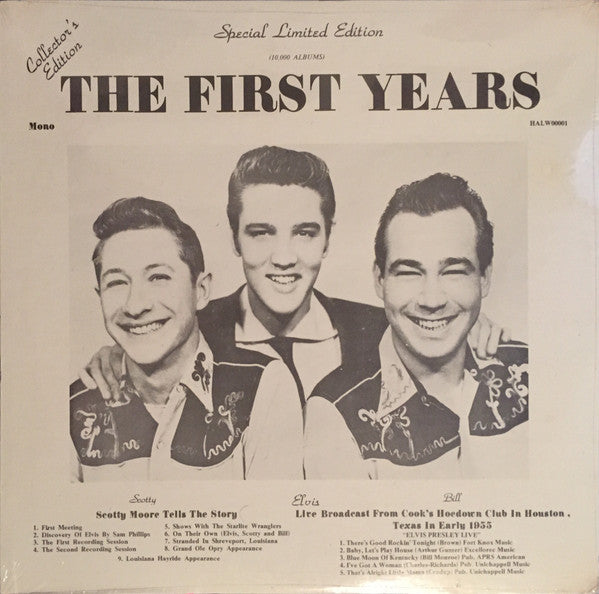 Collector's
Edition
Special Limited Edition
(10,000 ALBUMS)
THE FIRST YEARS
Mono
HALW00001
Scotty
Elvis
Bill
Scotty Moore Tells The Story
1. First Meeting
2. Discovery Of Elvis By Sam Phillips
3. The First Recording Session
4. The Second Recording Session
5. Shows With The Starlite Wranglers
6. On Their Own (Elvis, Scotty and Bill)
7. Stranded In Shreveport, Louisiana
8. Grand Ole Opry Appearance
9. Louisiana Hayride Appearance
Live Broadcast From Cook's Hoedown Club In Houston,
Texas In Early 1955
"ELVIS PRESLEY LIVE"
1. There's Good Rockin' Tonight (Brown) Fort Knox Music
2. Baby, Let's Play House (Arthur Gunter) Excellorec Music
3. Blue Moon Of Kentucky (Bill Monroe) Pub. APRS American
4. I've Got A Woman (Charles-Richards) Pub. Unichappell Music
5. That's Alright Little Mama (Crudup) Pub. Unichappell Music